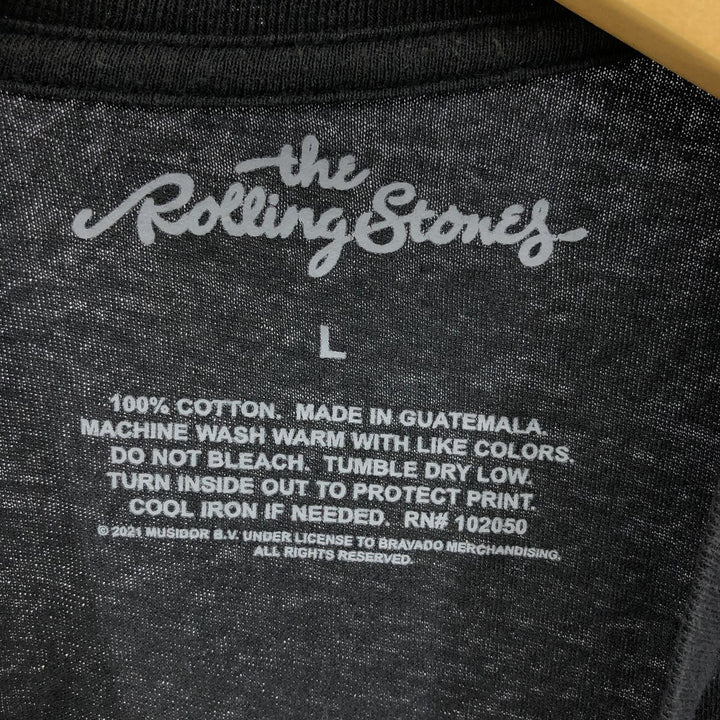 the
Rolling Stones
L
100% COTTON. MADE IN GUATEMALA.
MACHINE WASH WARM WITH LIKE COLORS.
DO NOT BLEACH. TUMBLE DRY LOW.
TURN INSIDE OUT TO PROTECT PRINT.
COOL IRON IF NEEDED. RN# 102050
© 2021 MUSIDOR B.V. UNDER LICENSE TO BRAVADO MERCHANDISING.
ALL RIGHTS RESERVED.